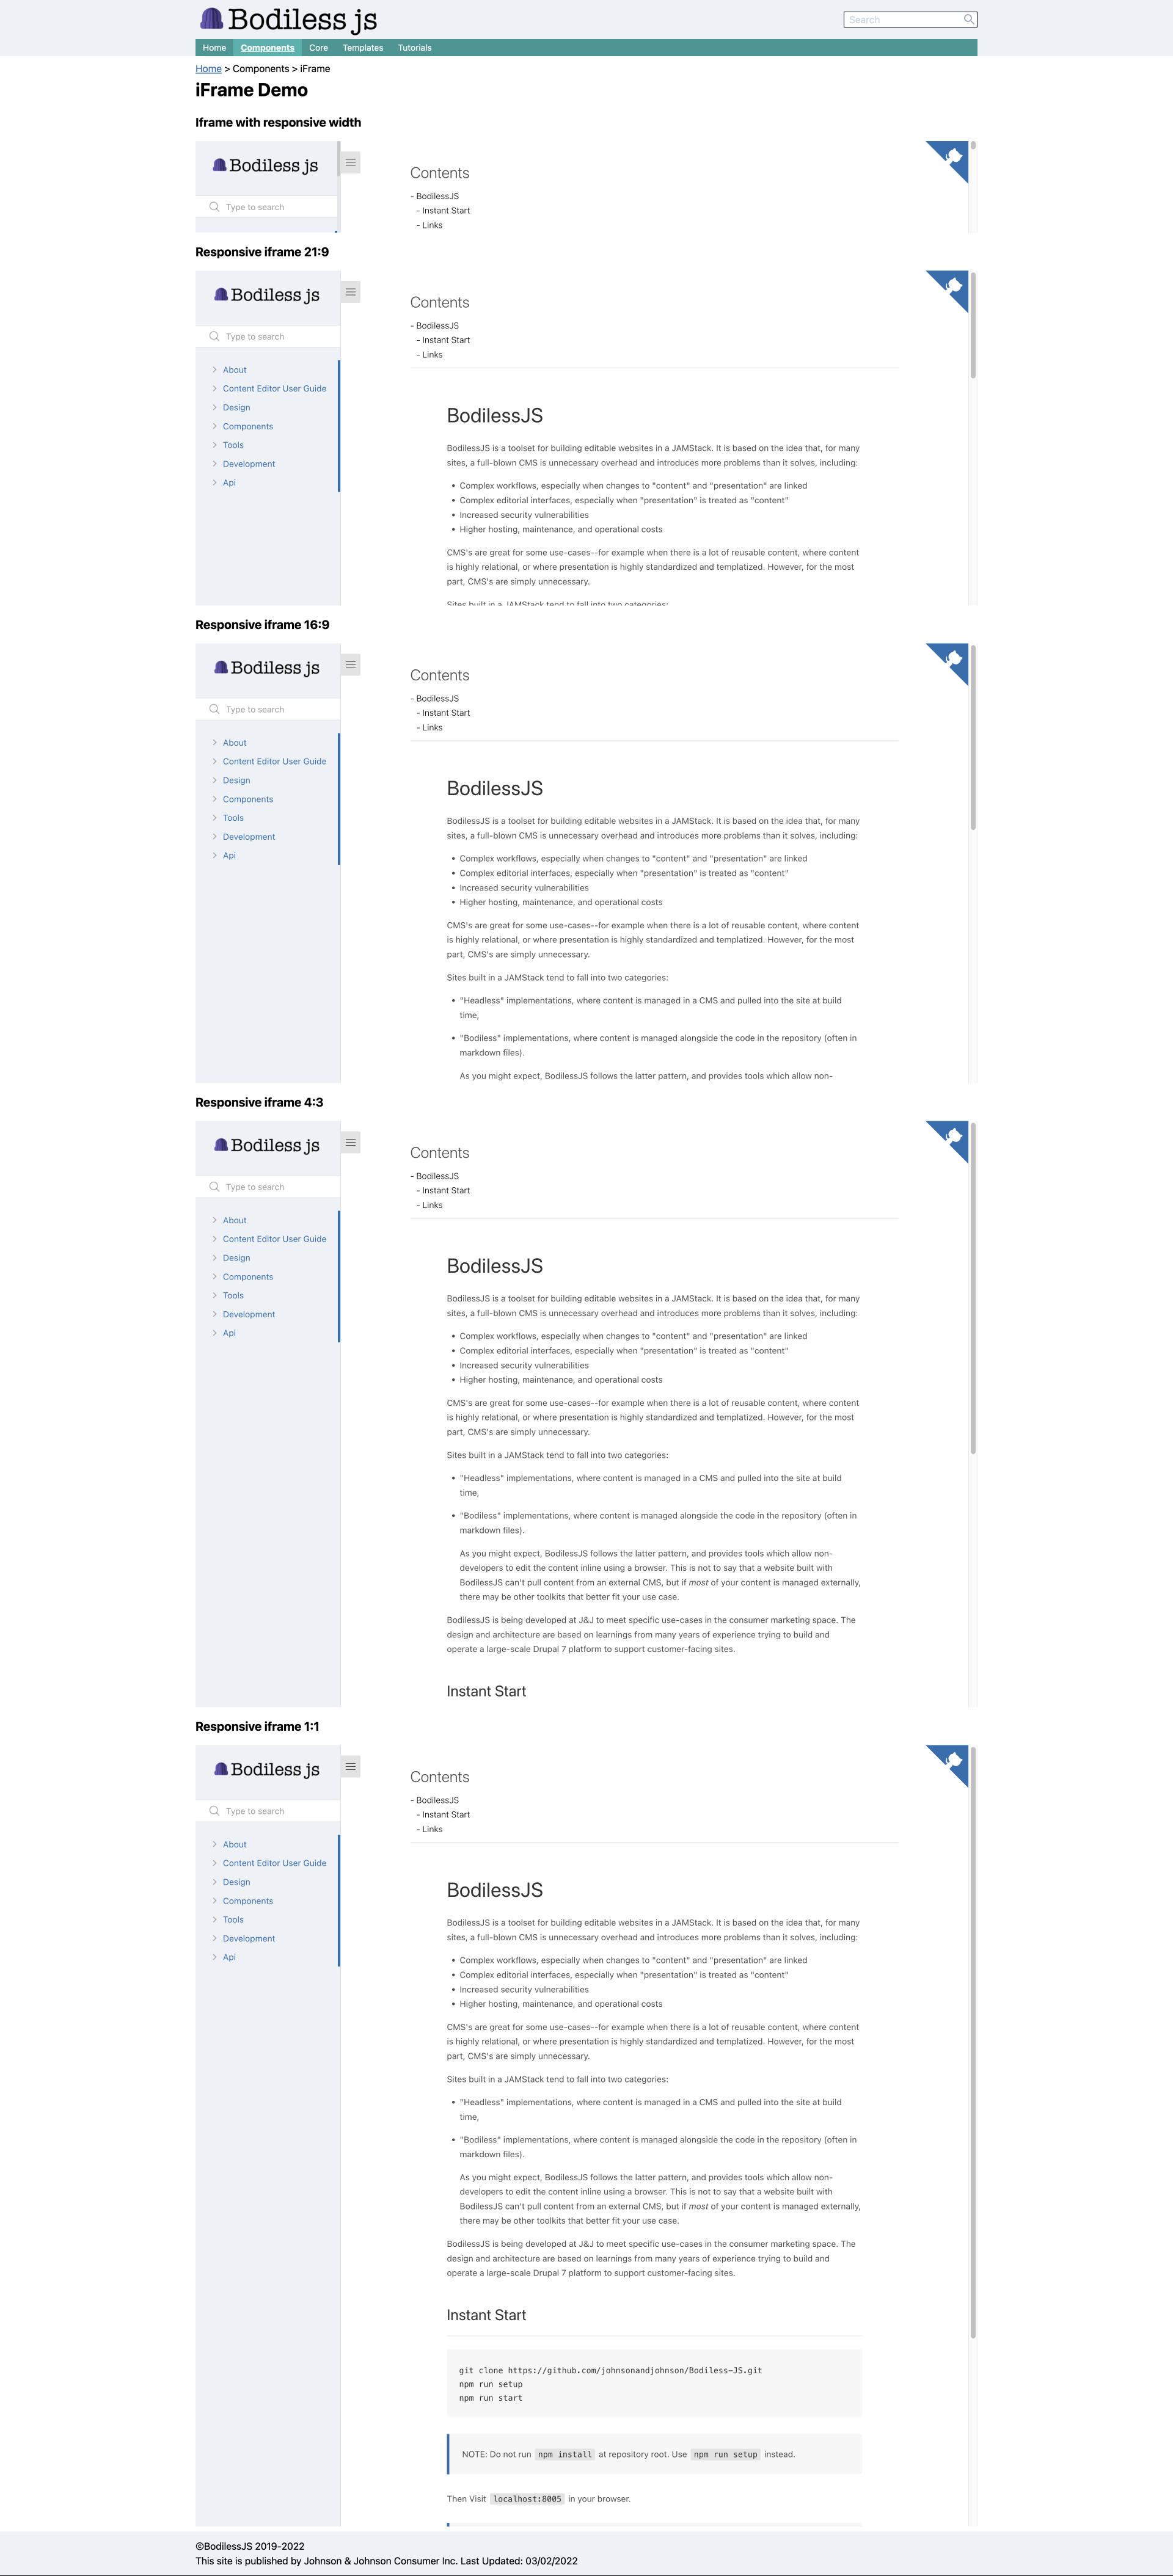 Bodiless js
Search
Home Components Core Templates Tutorials
Home > Components > iFrame
iFrame Demo
Iframe with responsive width
Bodiless js
Type to search
Contents
- BodilessJS
- Instant Start
- Links
Responsive iframe 21:9
Bodiless js
Type to search
About
Content Editor User Guide
Design
Components
Tools
Development
Api
Contents
- BodilessJS
- Instant Start
- Links
BodilessJS
BodilessJS is a toolset for building editable websites in a JAMStack. It is based on the idea that, for many
sites, a full-blown CMS is unnecessary overhead and introduces more problems than it solves, including:
• Complex workflows, especially when changes to "content" and "presentation" are linked
• Complex editorial interfaces, especially when "presentation" is treated as "content"
• Increased security vulnerabilities
• Higher hosting, maintenance, and operational costs
CMS's are great for some use-cases--for example when there is a lot of reusable content, where content
is highly relational, or where presentation is highly standardized and templatized. However, for the most
part, CMS's are simply unnecessary.
Sites built in a JAMStack tend to fall into two categories:
Responsive iframe 16:9
Bodiless js
Type to search
About
Content Editor User Guide
Design
Components
Tools
Development
Api
Contents
- BodilessJS
- Instant Start
- Links
BodilessJS
BodilessJS is a toolset for building editable websites in a JAMStack. It is based on the idea that, for many
sites, a full-blown CMS is unnecessary overhead and introduces more problems than it solves, including:
• Complex workflows, especially when changes to "content" and "presentation" are linked
• Complex editorial interfaces, especially when "presentation" is treated as "content"
• Increased security vulnerabilities
• Higher hosting, maintenance, and operational costs
CMS's are great for some use-cases--for example when there is a lot of reusable content, where content
is highly relational, or where presentation is highly standardized and templatized. However, for the most
part, CMS's are simply unnecessary.
Sites built in a JAMStack tend to fall into two categories:
• "Headless" implementations, where content is managed in a CMS and pulled into the site at build
time,
• "Bodiless" implementations, where content is managed alongside the code in the repository (often in
markdown files).
As you might expect, BodilessJS follows the latter pattern, and provides tools which allow non-
Responsive iframe 4:3
Bodiless js
Type to search
About
Content Editor User Guide
Design
Components
Tools
Development
Api
Contents
- BodilessJS
- Instant Start
- Links
BodilessJS
BodilessJS is a toolset for building editable websites in a JAMStack. It is based on the idea that, for many
sites, a full-blown CMS is unnecessary overhead and introduces more problems than it solves, including:
• Complex workflows, especially when changes to "content" and "presentation" are linked
• Complex editorial interfaces, especially when "presentation" is treated as "content"
• Increased security vulnerabilities
• Higher hosting, maintenance, and operational costs
CMS's are great for some use-cases--for example when there is a lot of reusable content, where content
is highly relational, or where presentation is highly standardized and templatized. However, for the most
part, CMS's are simply unnecessary.
Sites built in a JAMStack tend to fall into two categories:
• "Headless" implementations, where content is managed in a CMS and pulled into the site at build
time,
• "Bodiless" implementations, where content is managed alongside the code in the repository (often in
markdown files).
As you might expect, BodilessJS follows the latter pattern, and provides tools which allow non-
developers to edit the content inline using a browser. This is not to say that a website built with
BodilessJS can't pull content from an external CMS, but if most of your content is managed externally,
there may be other toolkits that better fit your use case.
BodilessJS is being developed at J&J to meet specific use-cases in the consumer marketing space. The
design and architecture are based on learnings from many years of experience trying to build and
operate a large-scale Drupal 7 platform to support customer-facing sites.
Instant Start
Responsive iframe 1:1
Bodiless js
Type to search
About
Content Editor User Guide
Design
Components
Tools
Development
Api
Contents
- BodilessJS
- Instant Start
- Links
BodilessJS
BodilessJS is a toolset for building editable websites in a JAMStack. It is based on the idea that, for many
sites, a full-blown CMS is unnecessary overhead and introduces more problems than it solves, including:
• Complex workflows, especially when changes to "content" and "presentation" are linked
• Complex editorial interfaces, especially when "presentation" is treated as "content"
• Increased security vulnerabilities
• Higher hosting, maintenance, and operational costs
CMS's are great for some use-cases--for example when there is a lot of reusable content, where content
is highly relational, or where presentation is highly standardized and templatized. However, for the most
part, CMS's are simply unnecessary.
Sites built in a JAMStack tend to fall into two categories:
• "Headless" implementations, where content is managed in a CMS and pulled into the site at build
time,
• "Bodiless" implementations, where content is managed alongside the code in the repository (often in
markdown files).
As you might expect, BodilessJS follows the latter pattern, and provides tools which allow non-
developers to edit the content inline using a browser. This is not to say that a website built with
BodilessJS can't pull content from an external CMS, but if most of your content is managed externally,
there may be other toolkits that better fit your use case.
BodilessJS is being developed at J&J to meet specific use-cases in the consumer marketing space. The
design and architecture are based on learnings from many years of experience trying to build and
operate a large-scale Drupal 7 platform to support customer-facing sites.
Instant Start
git clone https://github.com/johnsonandjohnson/Bodiless-JS.git
npm run setup
npm run start
NOTE: Do not run npm install at repository root. Use npm run setup instead.
Then Visit localhost:8005 in your browser.
©BodilessJS 2019-2022
This site is published by Johnson & Johnson Consumer Inc. Last Updated: 03/02/2022